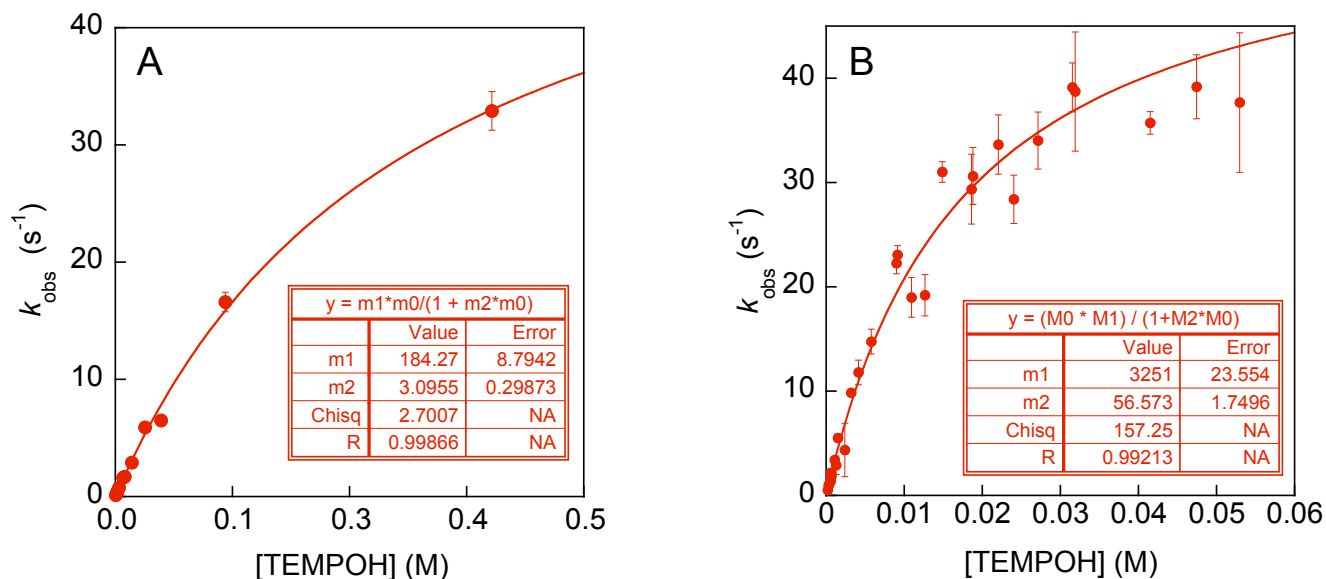 A
k_obs (s⁻¹)
40
30
20
10
0
0.0 0.1 0.3 0.4 0.5
[TEMPOH] (M)
y = m1*m0/(1 + m2*m0)
Value Error
m1 184.27 8.7942
m2 3.0955 0.29873
Chisq 2.7007 NA
R 0.99866 NA
B
k_obs (s⁻¹)
40
30
20
10
0
0 0.01 0.02 0.03 0.04 0.05 0.06
[TEMPOH] (M)
y = (M0 * M1) / (1+M2*M0)
Value Error
m1 3251 23.554
m2 56.573 1.7496
Chisq 157.25 NA
R 0.99213 NA